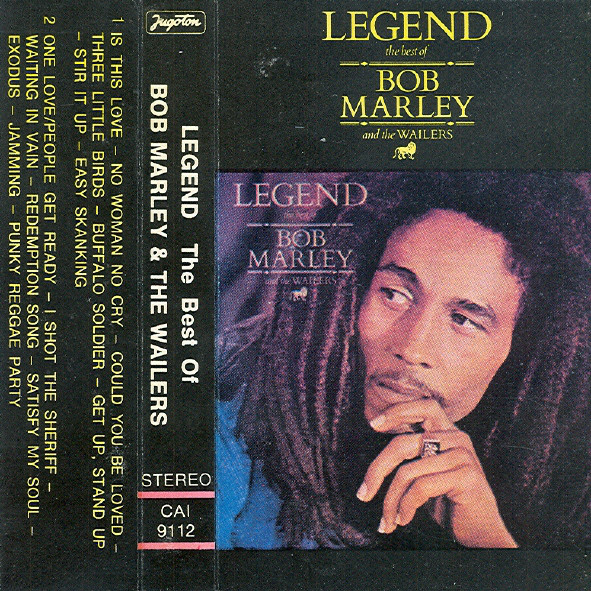 1 IS THIS LOVE – NO WOMAN NO CRY – COULD YOU BE LOVED –
THREE LITTLE BIRDS – BUFFALO SOLDIER – GET UP, STAND UP
– STIR IT UP – EASY SKANKING
2 ONE LOVE/PEOPLE GET READY – I SHOT THE SHERIFF –
WAITING IN VAIN – REDEMPTION SONG – SATISFY MY SOUL –
EXODUS – JAMMING – PUNKY REGGAE PARTY
Jugoton
LEGEND The Best Of
BOB MARLEY & THE WAILERS
STEREO
CAI
9112
LEGEND
the best of
BOB
MARLEY
and the WAILERS
LEGEND
the best of
BOB
MARLEY
and the WAILERS